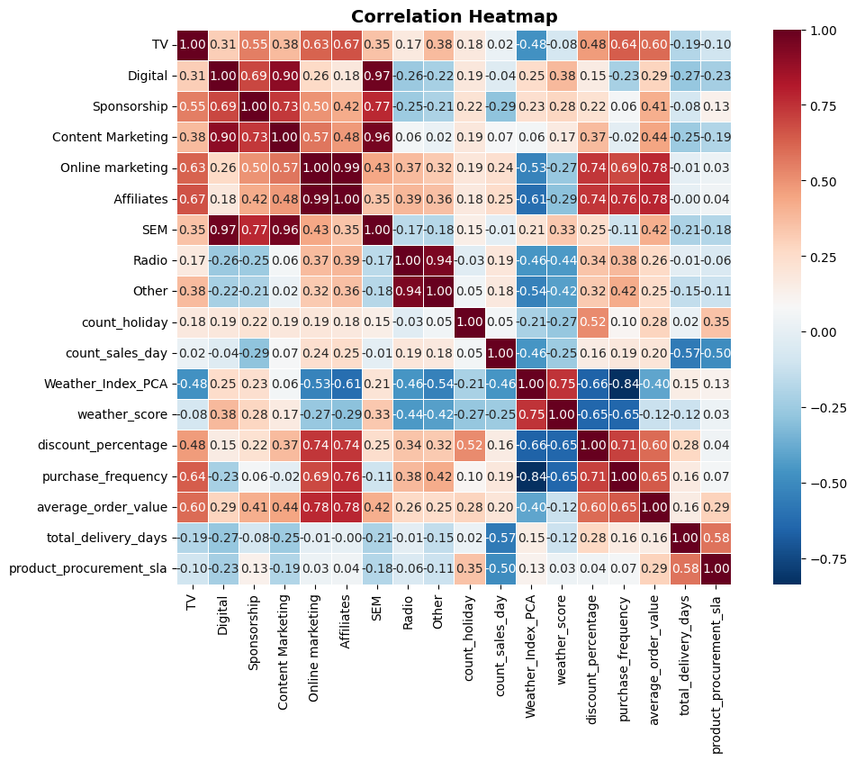 Correlation Heatmap
TV 1.00 0.31 0.55 0.38 0.63 0.67 0.35 0.17 0.38 0.18 0.02 -0.48 -0.08 0.48 0.64 0.60 -0.19 -0.10
Digital 0.31 1.00 0.69 0.90 0.26 0.18 0.97 -0.26 -0.22 0.19 -0.04 0.25 0.38 0.15 -0.23 0.29 -0.27 -0.23
Sponsorship 0.55 0.69 1.00 0.73 0.50 0.42 0.77 -0.25 -0.21 0.22 -0.29 0.23 0.28 0.22 0.06 0.41 -0.08 0.13
Content Marketing 0.38 0.90 0.73 1.00 0.57 0.48 0.96 0.06 0.02 0.19 0.07 0.06 0.17 0.37 -0.02 0.44 -0.25 -0.19
Online marketing 0.63 0.26 0.50 0.57 1.00 0.99 0.43 0.37 0.32 0.19 0.24 -0.53 -0.27 0.74 0.69 0.78 -0.01 0.03
Affiliates 0.67 0.18 0.42 0.48 0.99 1.00 0.35 0.39 0.36 0.18 0.25 -0.61 -0.29 0.74 0.76 0.78 -0.00 0.04
SEM 0.35 0.97 0.77 0.96 0.43 0.35 1.00 -0.17 -0.18 0.15 -0.01 0.21 0.33 0.25 -0.11 0.42 -0.21 -0.18
Radio 0.17 -0.26 -0.25 0.06 0.37 0.39 -0.17 1.00 0.94 -0.03 0.19 -0.46 -0.44 0.34 0.38 0.26 -0.01 -0.06
Other 0.38 -0.22 -0.21 0.02 0.32 0.36 -0.18 0.94 1.00 0.05 0.18 -0.54 -0.42 0.32 0.42 0.25 -0.15 -0.11
count_holiday 0.18 0.19 0.22 0.19 0.19 0.18 0.15 -0.03 0.05 1.00 0.05 -0.21 -0.27 0.52 0.10 0.28 0.02 0.35
count_sales_day 0.02 -0.04 -0.29 0.07 0.24 0.25 -0.01 0.19 0.18 0.05 1.00 -0.46 -0.25 0.16 0.19 0.20 -0.57 -0.50
Weather_Index_PCA -0.48 0.25 0.23 0.06 -0.53 -0.61 0.21 -0.46 -0.54 -0.21 -0.46 1.00 0.75 -0.66 -0.84 -0.40 0.15 0.13
weather_score -0.08 0.38 0.28 0.17 -0.27 -0.29 0.33 -0.44 -0.42 -0.27 -0.25 0.75 1.00 -0.65 -0.65 -0.12 -0.12 0.03
discount_percentage 0.48 0.15 0.22 0.37 0.74 0.74 0.25 0.34 0.32 0.52 0.16 -0.66 -0.65 1.00 0.71 0.60 0.28 0.04
purchase_frequency 0.64 -0.23 0.06 -0.02 0.69 0.76 -0.11 0.38 0.42 0.10 0.19 -0.84 -0.65 0.71 1.00 0.65 0.16 0.07
average_order_value 0.60 0.29 0.41 0.44 0.78 0.78 0.42 0.26 0.25 0.28 0.20 -0.40 -0.12 0.60 0.65 1.00 0.16 0.29
total_delivery_days -0.19 -0.27 -0.08 -0.25 -0.01 -0.00 -0.21 -0.01 -0.15 0.02 -0.57 0.15 -0.12 0.28 0.16 0.16 1.00 0.58
product_procurement_sla -0.10 -0.23 0.13 -0.19 0.03 0.04 -0.18 -0.06 -0.11 0.35 -0.50 0.13 0.03 0.04 0.07 0.29 0.58 1.00
TV
Digital
Sponsorship
Content Marketing
Online marketing
Affiliates
SEM
Radio
Other
count_holiday
count_sales_day
Weather_Index_PCA
weather_score
discount_percentage
purchase_frequency
average_order_value
total_delivery_days
product_procurement_sla
1.00
0.75
0.50
0.25
0.00
−0.25
−0.50
−0.75